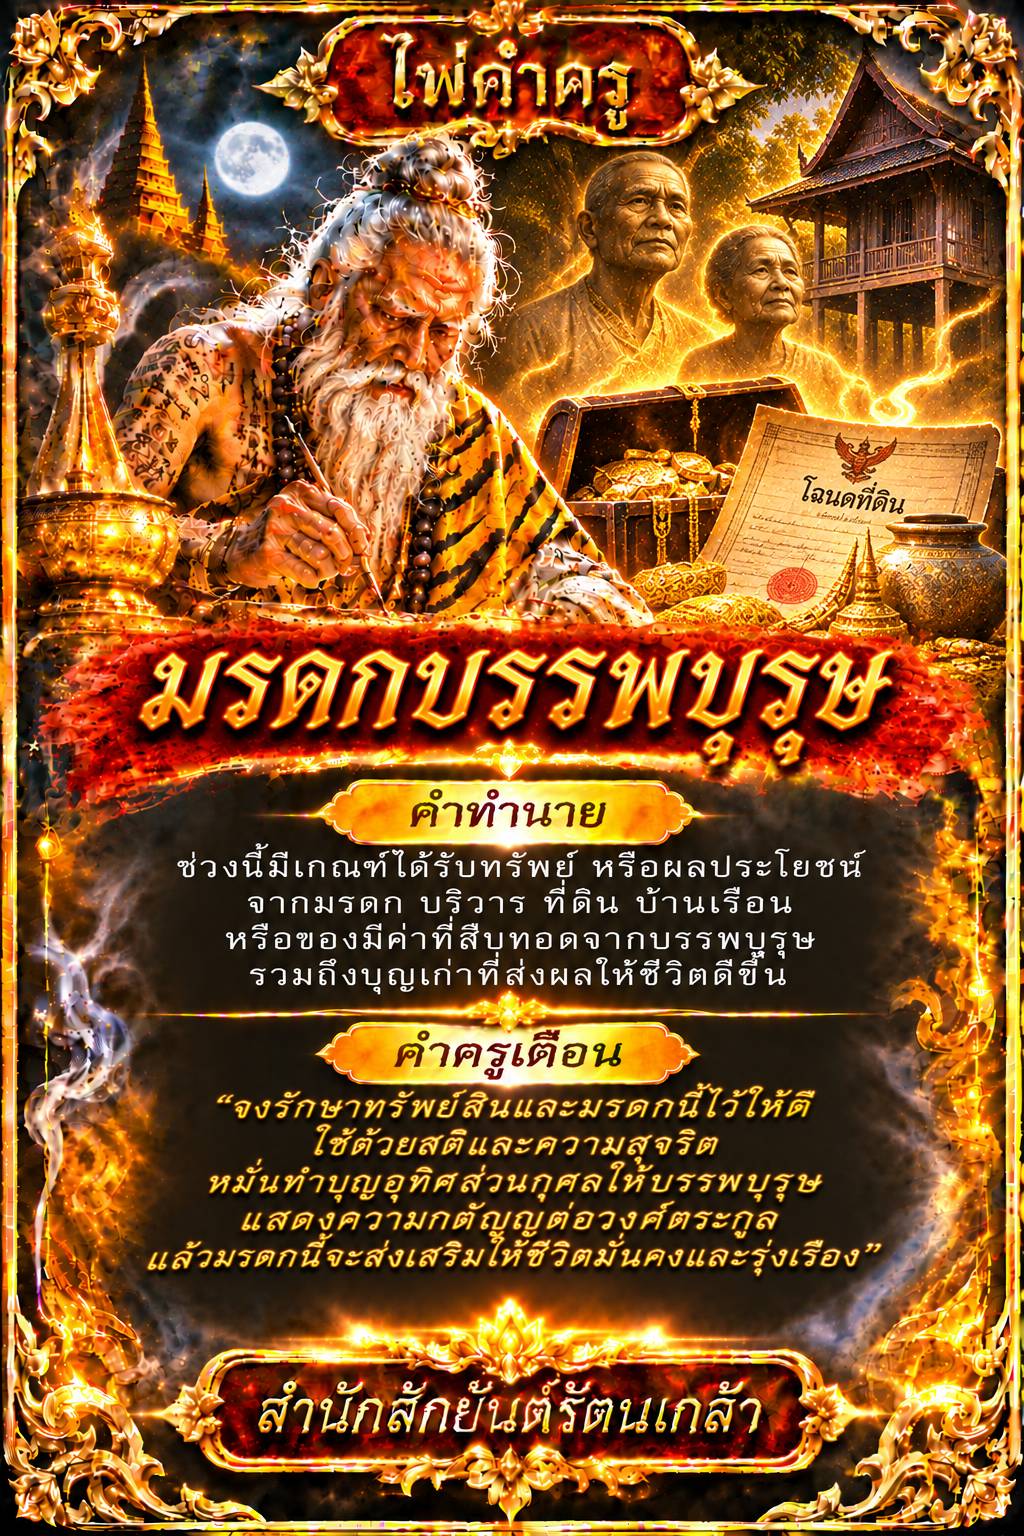 ไพ่คำครู
โฉนดที่ดิน
มรดกบรรพบุรุษ
คำทำนาย
ช่วงนี้มีเกณฑ์ได้รับทรัพย์ หรือผลประโยชน์
จากมรดก บริวาร ที่ดิน บ้านเรือน
หรือของมีค่าที่สืบทอดจากบรรพบุรุษ
รวมถึงบุญเก่าที่ส่งผลให้ชีวิตดีขึ้น
คำครูเตือน
“จงรักษาทรัพย์สินและมรดกนี้ไว้ให้ดี
ใช้ด้วยสติและความสุจริต
หมั่นทำบุญอุทิศส่วนกุศลให้บรรพบุรุษ
แสดงความกตัญญูต่อวงศ์ตระกูล
แล้วมรดกนี้จะส่งเสริมให้ชีวิตมั่นคงและรุ่งเรือง”
สำนักสักยันต์รัตนเกล้า